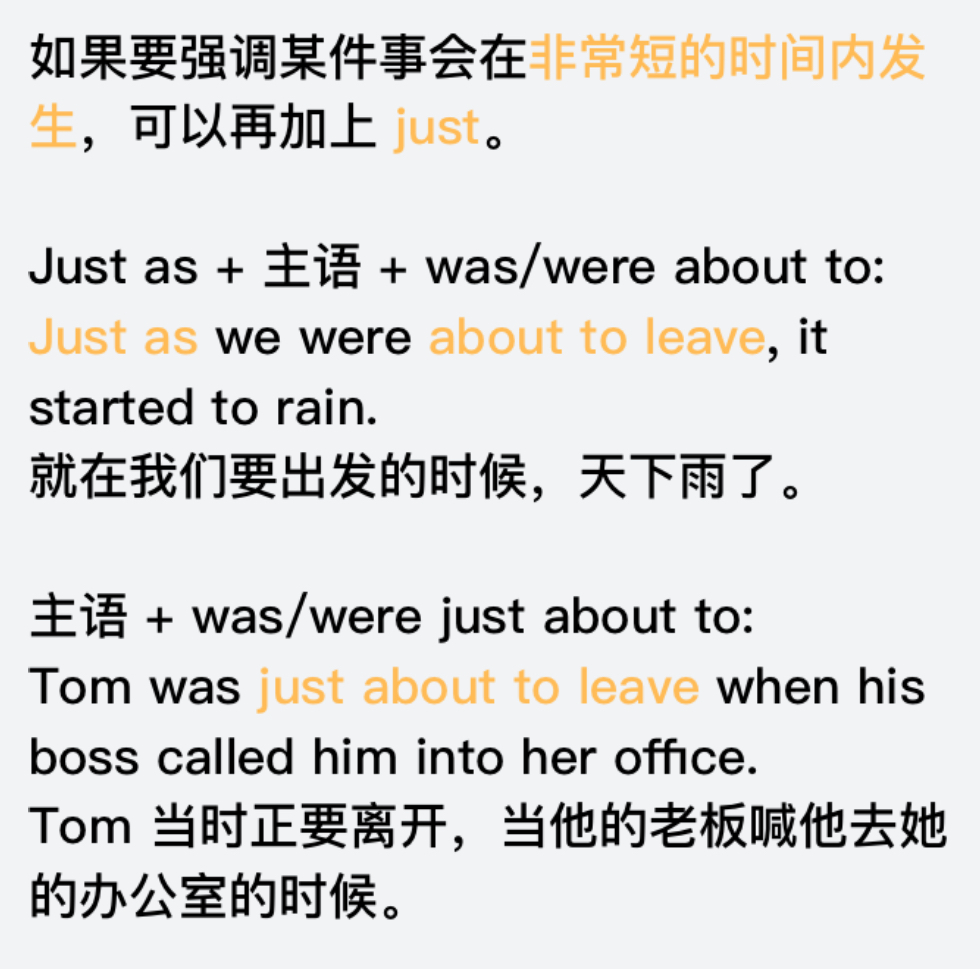 如果要强调某件事会在非常短的时间内发
生，可以再加上 just。
Just as + 主语 + was/were about to:
Just as we were about to leave, it
started to rain.
就在我们要出发的时候，天下雨了。
主语 + was/were just about to:
Tom was just about to leave when his
boss called him into her office.
Tom 当时正要离开，当他的老板喊他去她
的办公室的时候。